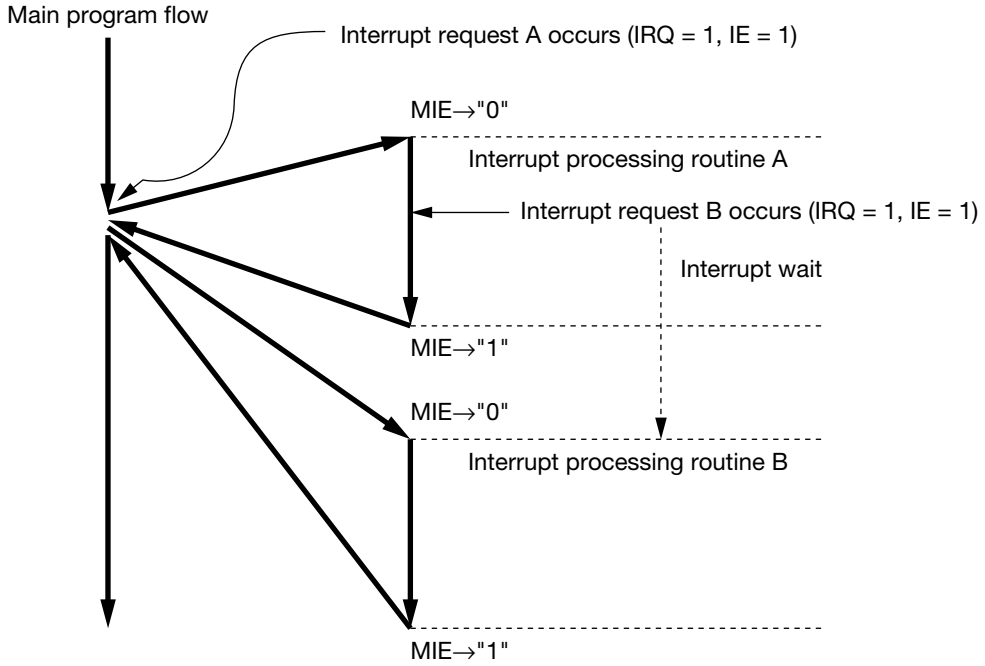 Main program flow
Interrupt request A occurs (IRQ = 1, IE = 1)
MIE→"0"
Interrupt processing routine A
Interrupt request B occurs (IRQ = 1, IE = 1)
Interrupt wait
MIE→"1"
MIE→"0"
Interrupt processing routine B
MIE→"1"